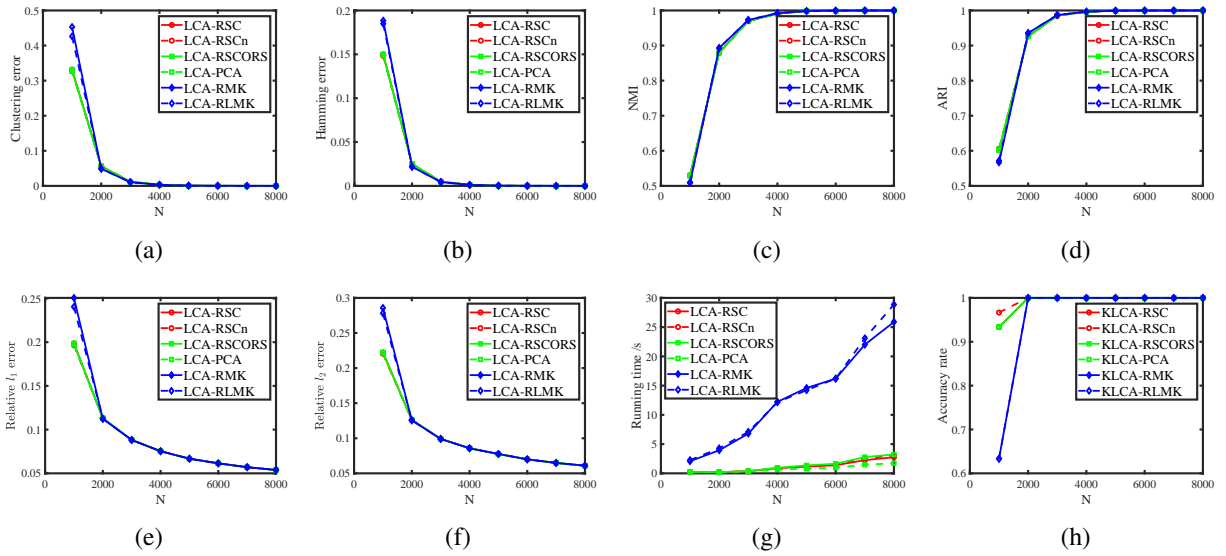 0.5
0.4
0.3
0.2
0.1
0
Clustering error
0 2000 4000 6000 8000
N
LCA-RSC
LCA-RSCn
LCA-RSCORS
LCA-PCA
LCA-RMK
LCA-RLMK
(a)
0.2
0.15
0.1
0.05
0
Hamming error
0 2000 4000 6000 8000
N
LCA-RSC
LCA-RSCn
LCA-RSCORS
LCA-PCA
LCA-RMK
LCA-RLMK
(b)
1
0.9
0.8
0.7
0.6
0.5
NMI
0 2000 4000 6000 8000
N
LCA-RSC
LCA-RSCn
LCA-RSCORS
LCA-PCA
LCA-RMK
LCA-RLMK
(c)
1
0.9
0.8
0.7
0.6
0.5
ARI
0 2000 4000 6000 8000
N
LCA-RSC
LCA-RSCn
LCA-RSCORS
LCA-PCA
LCA-RMK
LCA-RLMK
(d)
0.25
0.2
0.15
0.1
0.05
Relative l₁ error
0 2000 4000 6000 8000
N
LCA-RSC
LCA-RSCn
LCA-RSCORS
LCA-PCA
LCA-RMK
LCA-RLMK
(e)
0.3
0.25
0.2
0.15
0.1
0.05
Relative l₂ error
0 2000 4000 6000 8000
N
LCA-RSC
LCA-RSCn
LCA-RSCORS
LCA-PCA
LCA-RMK
LCA-RLMK
(f)
30
25
20
15
10
5
0
Running time /s
0 2000 4000 6000 8000
N
LCA-RSC
LCA-RSCn
LCA-RSCORS
LCA-PCA
LCA-RMK
LCA-RLMK
(g)
1
0.9
0.8
0.7
0.6
Accuracy rate
0 2000 4000 6000 8000
N
KLCA-RSC
KLCA-RSCn
KLCA-RSCORS
KLCA-PCA
KLCA-RMK
KLCA-RLMK
(h)